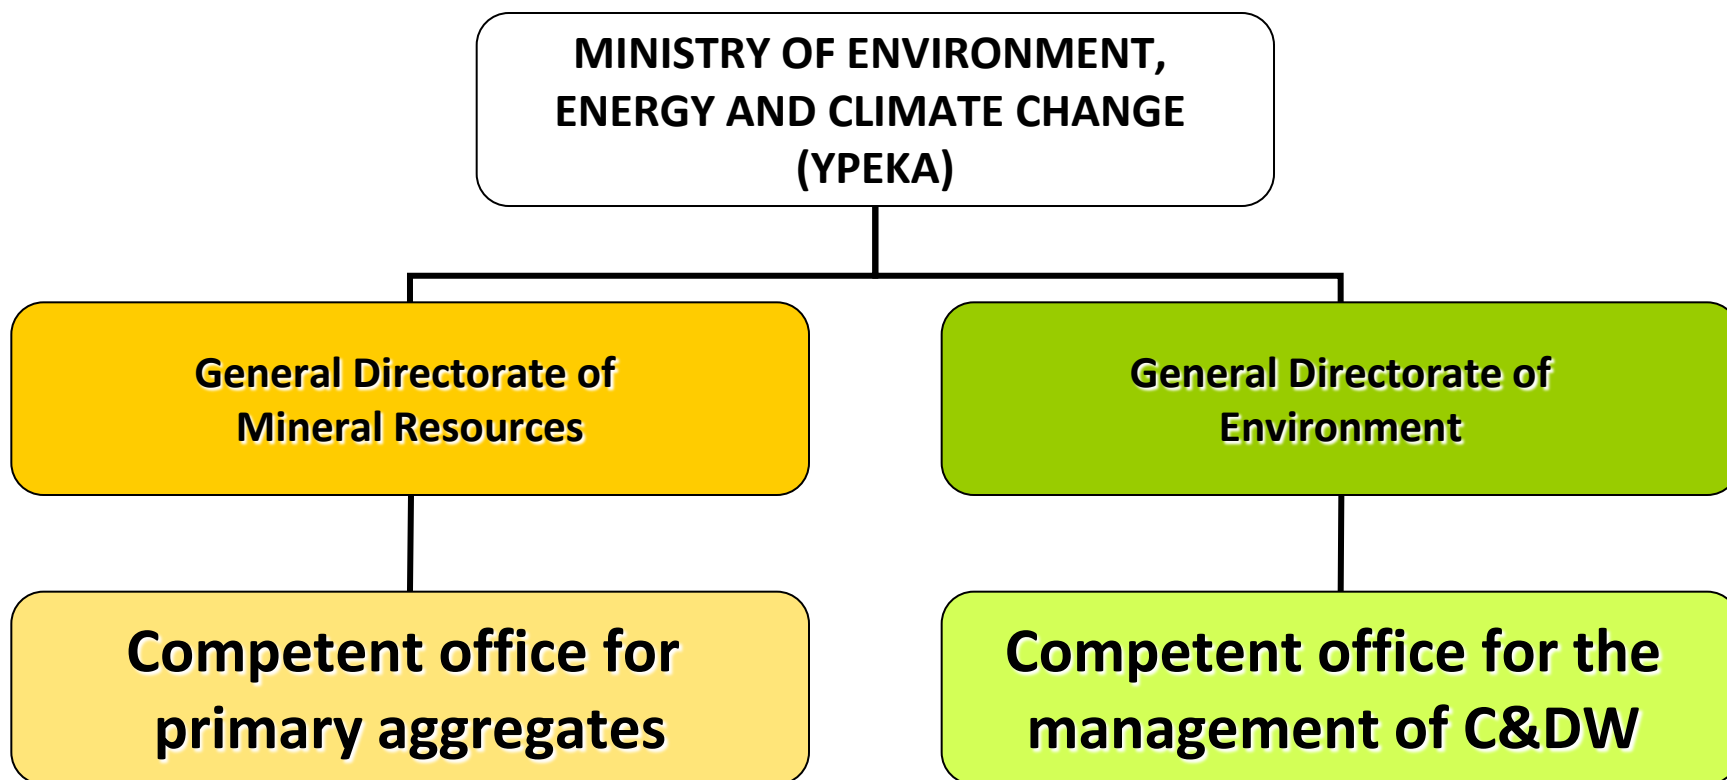 MINISTRY OF ENVIRONMENT,
ENERGY AND CLIMATE CHANGE
(YPEKA)
General Directorate of
Mineral Resources
General Directorate of
Environment
Competent office for
primary aggregates
Competent office for the
management of C&DW